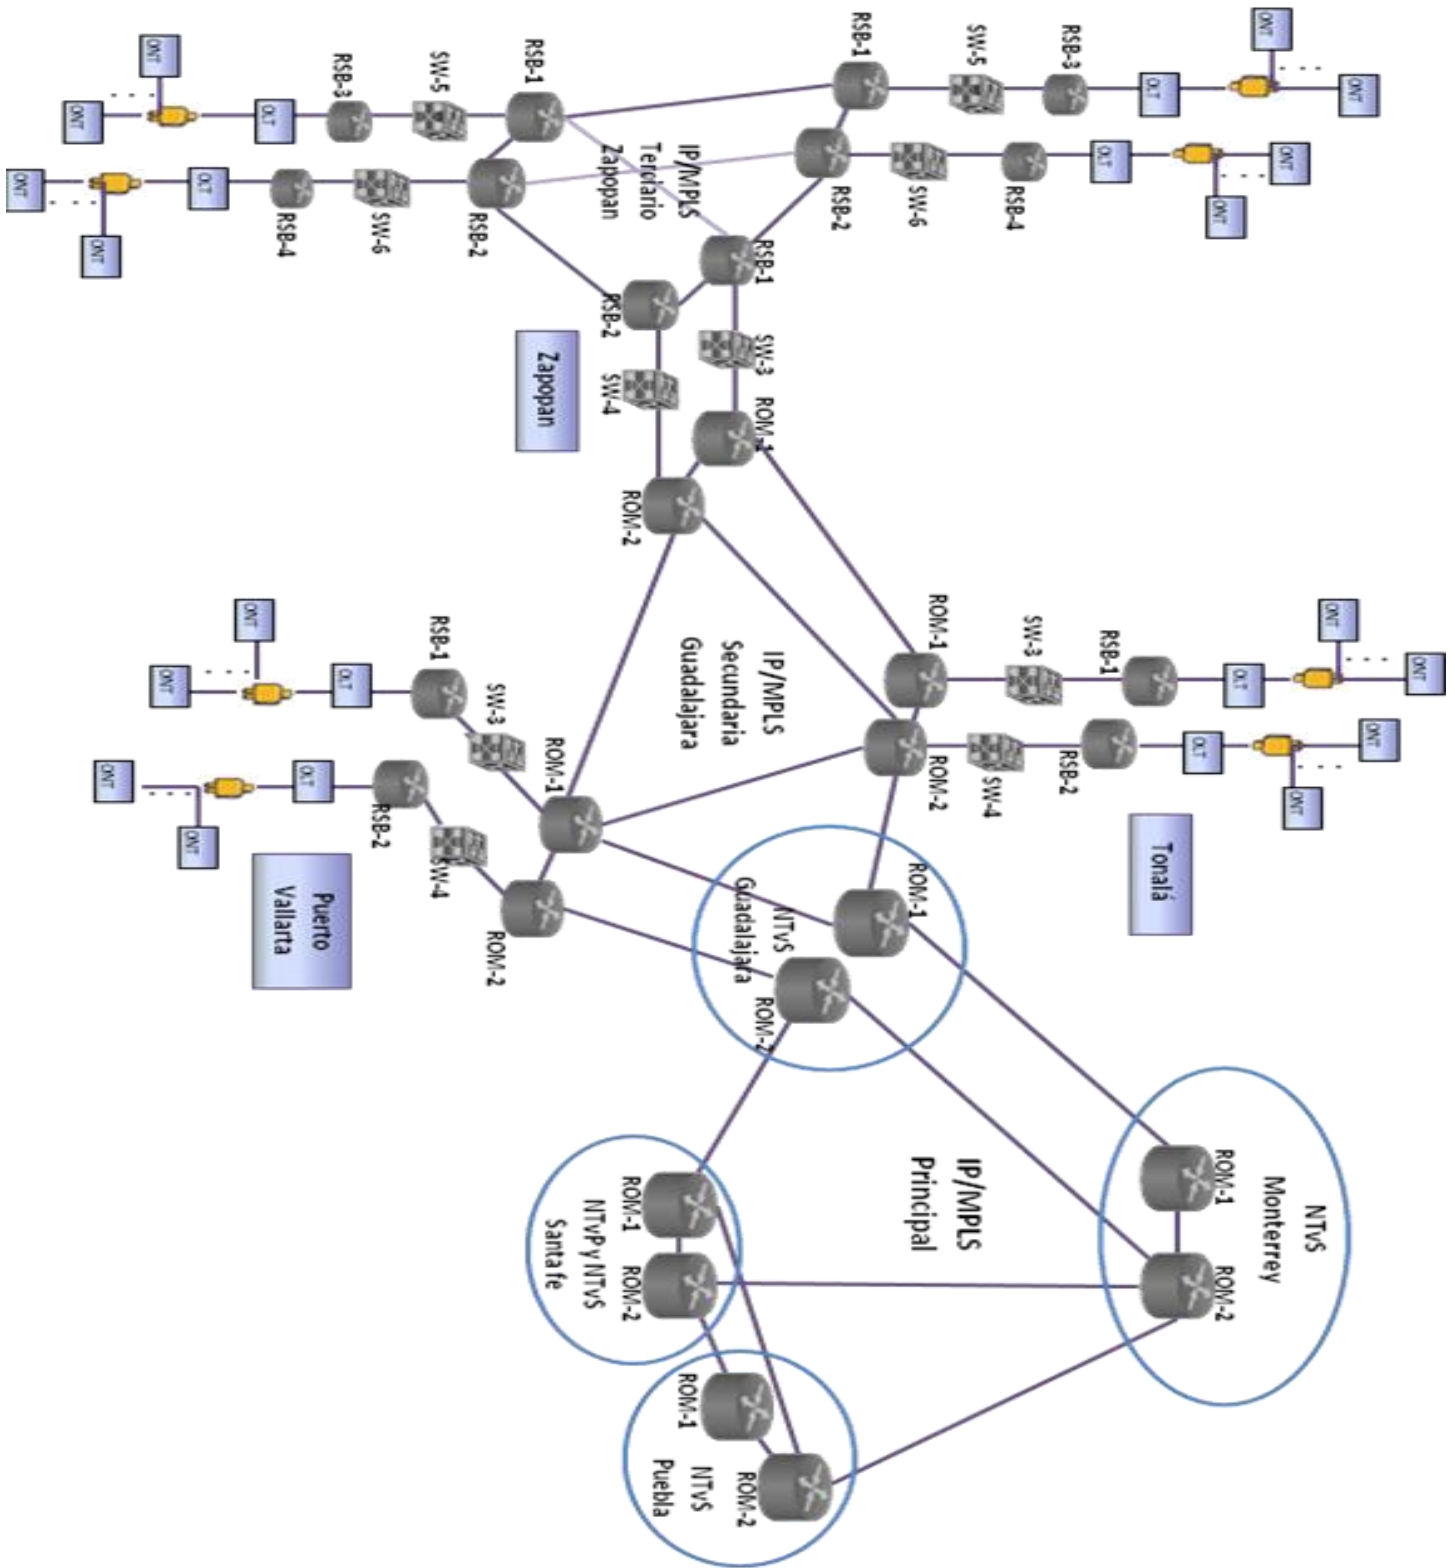 ONT
ONT
OLT
RSB-3
SW-5
RSB-1
ONT
ONT
OLT
RSB-4
SW-6
RSB-2
IP/MPLS
Terciario
Zapopan
RSB-1
SW-5
RSB-3
OLT
ONT
ONT
RSB-2
SW-6
RSB-4
OLT
ONT
ONT
RSB-1
SW-3
ROM-1
RSB-2
SW-4
ROM-2
Zapopan
ONT
ONT
OLT
RSB-1
SW-3
ROM-1
ONT
ONT
OLT
RSB-2
SW-4
ROM-2
Tonalá
IP/MPLS
Secundaria
Guadalajara
ROM-1
SW-3
RSB-1
OLT
ONT
ONT
ROM-2
SW-4
RSB-2
OLT
ONT
ONT
Puerto
Vallarta
ROM-1
NTvS
Guadalajara
ROM-2
NTvS
Monterrey
ROM-1
ROM-2
IP/MPLS
Principal
ROM-1
ROM-2
NTvP y NTvS
Santa fe
ROM-2
ROM-1
NTvS
Puebla